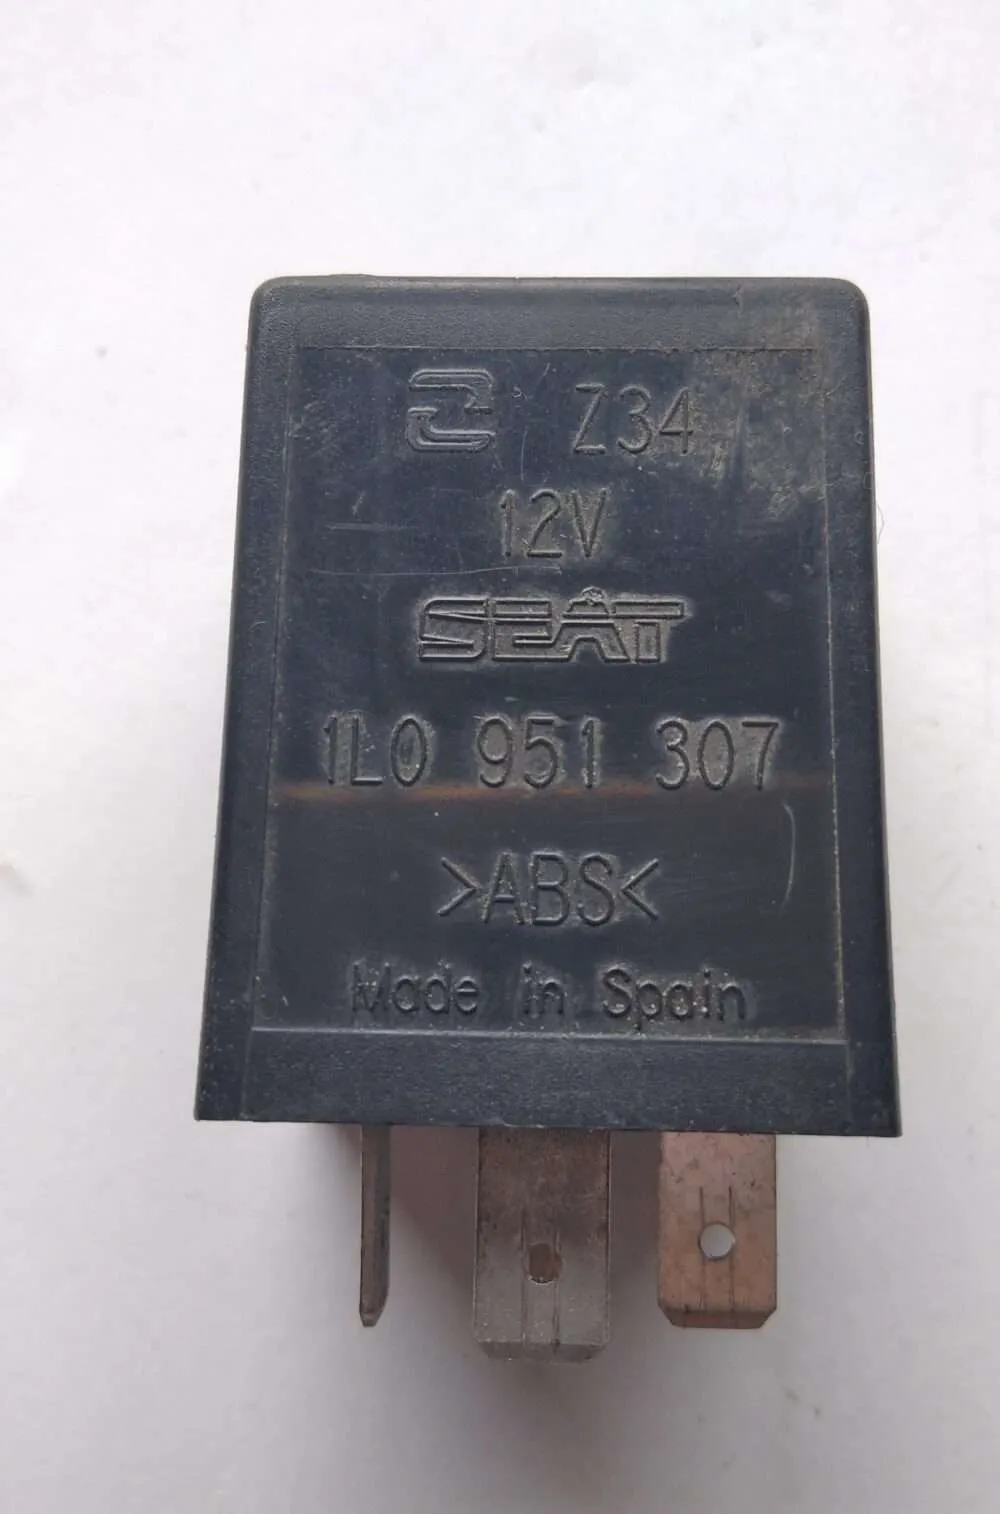 Z34
12V
SEAT
1L0 951 307
>ABS<
Made in Spain